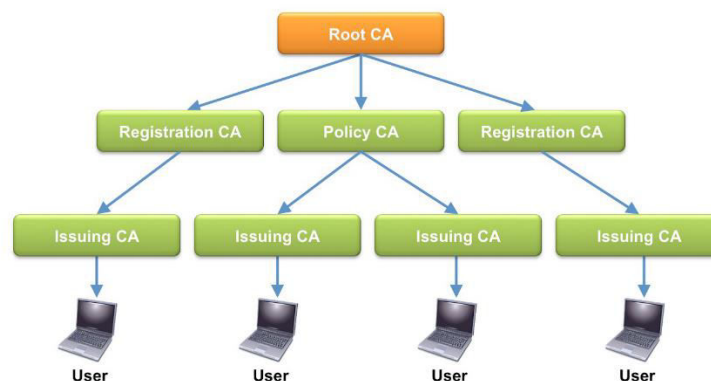 Root CA
Registration CA
Policy CA
Registration CA
Issuing CA
Issuing CA
Issuing CA
Issuing CA
User
User
User
User